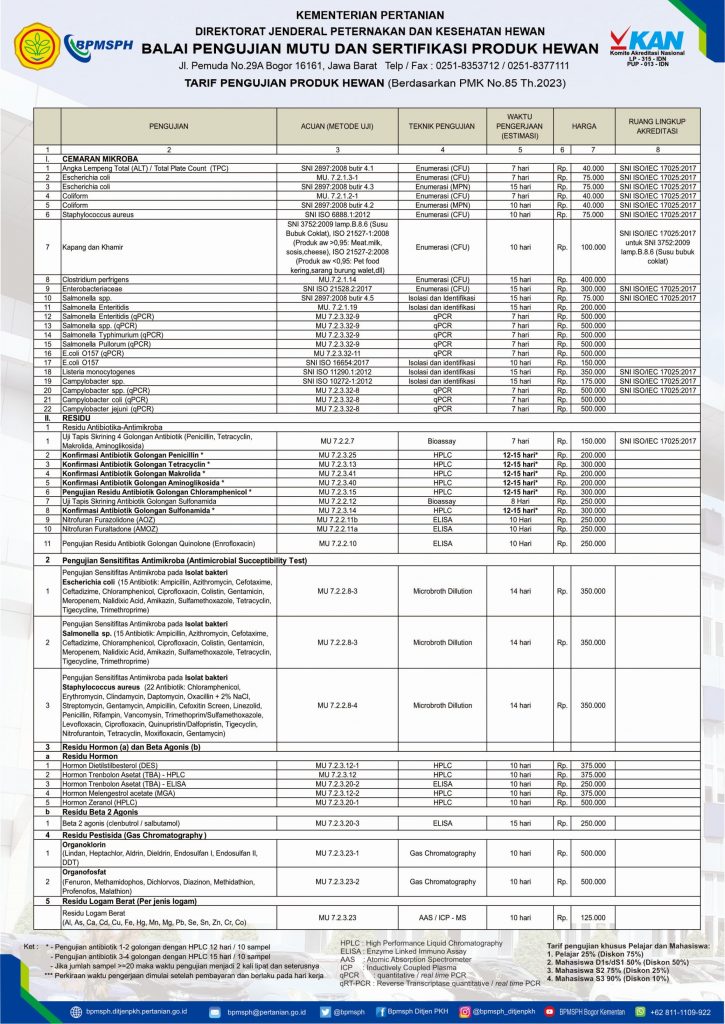 KEMENTERIAN PERTANIAN
DIREKTORAT JENDERAL PETERNAKAN DAN KESEHATAN HEWAN
BPMSPH
BALAI PENGUJIAN MUTU DAN SERTIFIKASI PRODUK HEWAN
KAN
Komite Akreditasi Nasional
LP - 315 - IDN
PUP - 013 - IDN
Jl. Pemuda No.29A Bogor 16161, Jawa Barat Telp / Fax : 0251-8353712 / 0251-8377111
TARIF PENGUJIAN PRODUK HEWAN (Berdasarkan PMK No.85 Th.2023)
PENGUJIAN ACUAN (METODE UJI) TEKNIK PENGUJIAN WAKTU PENGERJAAN (ESTIMASI) HARGA RUANG LINGKUP AKREDITASI
1 2 3 4 5 6 7 8
I. CEMARAN MIKROBA
1 Angka Lempeng Total (ALT) / Total Plate Count (TPC) SNI 2897:2008 butir 4.1 Enumerasi (CFU) 7 hari Rp. 40.000 SNI ISO/IEC 17025:2017
2 Escherichia coli MU. 7.2.1.3-1 Enumerasi (CFU) 7 hari Rp. 75.000 SNI ISO/IEC 17025:2017
3 Escherichia coli SNI 2897:2008 butir 4.3 Enumerasi (MPN) 15 hari Rp. 75.000 SNI ISO/IEC 17025:2017
4 Coliform MU. 7.2.1.2-1 Enumerasi (CFU) 7 hari Rp. 40.000 SNI ISO/IEC 17025:2017
5 Coliform SNI 2897:2008 butir 4.2 Enumerasi (MPN) 10 hari Rp. 40.000 SNI ISO/IEC 17025:2017
6 Staphylococcus aureus SNI ISO 6888.1:2012 Enumerasi (CFU) 10 hari Rp. 75.000 SNI ISO/IEC 17025:2017
7 Kapang dan Khamir SNI 3752:2009 lamp.B.8.6 (Susu Bubuk Coklat), ISO 21527-1:2008 (Produk aw >0,95: Meat.milk, sosis,cheese), ISO 21527-2:2008 (Produk aw <0,95: Pet food kering,sarang burung walet,dll) Enumerasi (CFU) 10 hari Rp. 100.000 SNI ISO/IEC 17025:2017 untuk SNI 3752:2009 lamp.B.8.6 (Susu bubuk coklat)
8 Clostridium perfrigens MU.7.2.1.14 Enumerasi (CFU) 15 hari Rp. 400.000
9 Enterobacteriaceae SNI ISO 21528.2:2017 Enumerasi (CFU) 15 hari Rp. 300.000 SNI ISO/IEC 17025:2017
10 Salmonella spp. SNI 2897:2008 butir 4.5 Isolasi dan Identifikasi 15 hari Rp. 75.000 SNI ISO/IEC 17025:2017
11 Salmonella Enteritidis MU. 7.2.1.19 Isolasi dan Identifikasi 15 hari Rp. 200.000
12 Salmonella Enteritidis (qPCR) MU 7.2.3.32-9 qPCR 7 hari Rp. 500.000
13 Salmonella spp. (qPCR) MU 7.2.3.32-9 qPCR 7 hari Rp. 500.000
14 Salmonella Typhimurium (qPCR) MU 7.2.3.32-9 qPCR 7 hari Rp. 500.000
15 Salmonella Pullorum (qPCR) MU 7.2.3.32-9 qPCR 7 hari Rp. 500.000
16 E.coli O157 (qPCR) MU 7.2.3.32-11 qPCR 7 hari Rp. 500.000
17 E.coli O157 SNI ISO 16654:2017 Isolasi dan identifikasi 10 hari Rp. 150.000
18 Listeria monocytogenes SNI ISO 11290.1:2012 Isolasi dan identifikasi 15 hari Rp. 350.000 SNI ISO/IEC 17025:2017
19 Campylobacter spp. SNI ISO 10272-1:2012 Isolasi dan identifikasi 15 hari Rp. 175.000 SNI ISO/IEC 17025:2017
20 Campylobacter spp. (qPCR) MU 7.2.3.32-8 qPCR 7 hari Rp. 500.000 SNI ISO/IEC 17025:2017
21 Campylobacter coli (qPCR) MU 7.2.3.32-8 qPCR 7 hari Rp. 500.000
22 Campylobacter jejuni (qPCR) MU 7.2.3.32-8 qPCR 7 hari Rp. 500.000
II. RESIDU
1 Residu Antibiotika-Antimikroba
1 Uji Tapis Skrining 4 Golongan Antibiotik (Penicillin, Tetracyclin, Makrolida, Aminoglikosida) MU 7.2.2.7 Bioassay 7 hari Rp. 150.000 SNI ISO/IEC 17025:2017
2 Konfirmasi Antibiotik Golongan Penicillin * MU 7.2.3.25 HPLC 12-15 hari* Rp. 200.000
3 Konfirmasi Antibiotik Golongan Tetracyclin * MU 7.2.3.13 HPLC 12-15 hari* Rp. 300.000
4 Konfirmasi Antibiotik Golongan Makrolida * MU 7.2.3.41 HPLC 12-15 hari* Rp. 200.000
5 Konfirmasi Antibiotik Golongan Aminoglikosida * MU 7.2.3.40 HPLC 12-15 hari* Rp. 200.000
6 Pengujian Residu Antibiotik Golongan Chloramphenicol * MU 7.2.3.15 HPLC 12-15 hari* Rp. 300.000
7 Uji Tapis Skrining Antibiotik Golongan Sulfonamida MU 7.2.2.12 Bioassay 8 Hari Rp. 250.000
8 Konfirmasi Antibiotik Golongan Sulfonamida * MU 7.2.3.14 HPLC 12-15 hari* Rp. 300.000
9 Nitrofuran Furazolidone (AOZ) MU 7.2.2.11b ELISA 10 Hari Rp. 250.000
10 Nitrofuran Furaltadone (AMOZ) MU 7.2.2.11a ELISA 10 Hari Rp. 250.000
11 Pengujian Residu Antibiotik Golongan Quinolone (Enrofloxacin) MU 7.2.2.10 ELISA 10 Hari Rp. 250.000
2 Pengujian Sensitifitas Antimikroba (Antimicrobial Succeptibility Test)
1 Pengujian Sensitifitas Antimikroba pada Isolat bakteri
Escherichia coli (15 Antibiotik: Ampicillin, Azithromycin, Cefotaxime,
Ceftadizime, Chloramphenicol, Ciprofloxacin, Colistin, Gentamicin,
Meropenem, Nalidixic Acid, Amikazin, Sulfamethoxazole, Tetracyclin,
Tigecycline, Trimethroprime) MU 7.2.2.8-3 Microbroth Dillution 14 hari Rp. 350.000
2 Pengujian Sensitifitas Antimikroba pada Isolat bakteri
Salmonella sp. (15 Antibiotik: Ampicillin, Azithromycin, Cefotaxime,
Ceftadizime, Chloramphenicol, Ciprofloxacin, Colistin, Gentamicin,
Meropenem, Nalidixic Acid, Amikazin, Sulfamethoxazole, Tetracyclin,
Tigecycline, Trimethroprime) MU 7.2.2.8-3 Microbroth Dillution 14 hari Rp. 350.000
3 Pengujian Sensitifitas Antimikroba pada Isolat bakteri
Staphylococcus aureus (22 Antibiotik: Chloramphenicol,
Erythromycin, Clindamycin, Daptomycin, Oxacillin + 2% NaCl,
Streptomycin, Gentamycin, Ampicillin, Cefoxitin Screen, Linezolid,
Penicillin, Rifampin, Vancomysin, Trimethoprim/Sulfamethoxazole,
Levofloxacin, Ciprofloxacin, Quinupristin/Dalfopristin, Tigecyclin,
Nitrofurantoin, Tetracyclin, Moxifloxacin, Gentamycin) MU 7.2.2.8-4 Microbroth Dillution 14 hari Rp. 350.000
3 Residu Hormon (a) dan Beta Agonis (b)
a Residu Hormon
1 Hormon Dietilstilbesterol (DES) MU 7.2.3.12-1 HPLC 10 hari Rp. 375.000
2 Hormon Trenbolon Asetat (TBA) - HPLC MU 7.2.3.12 HPLC 10 hari Rp. 375.000
3 Hormon Trenbolon Asetat (TBA) - ELISA MU 7.2.3.20-2 ELISA 10 hari Rp. 250.000
4 Hormon Melengestrol acetate (MGA) MU 7.2.3.12-2 HPLC 10 hari Rp. 375.000
5 Hormon Zeranol (HPLC) MU 7.2.3.20-1 HPLC 10 hari Rp. 500.000
b Residu Beta 2 Agonis
1 Beta 2 agonis (clenbutrol / salbutamol) MU 7.2.3.20-3 ELISA 15 hari Rp. 250.000
4 Residu Pestisida (Gas Chromatography)
1 Organoklorin
(Lindan, Heptachlor, Aldrin, Dieldrin, Endosulfan I, Endosulfan II,
DDT) MU 7.2.3.23-1 Gas Chromatography 10 hari Rp. 500.000
2 Organofosfat
(Fenuron, Methamidophos, Dichlorvos, Diazinon, Methidathion,
Profenofos, Malathion) MU 7.2.3.23-2 Gas Chromatography 10 hari Rp. 500.000
5 Residu Logam Berat (Per jenis logam)
Residu Logam Berat
(Al, As, Ca, Cd, Cu, Fe, Hg, Mn, Mg, Pb, Se, Sn, Zn, Cr, Co) MU 7.2.3.23 AAS / ICP - MS 10 hari Rp. 125.000
Ket : * - Pengujian antibiotik 1-2 golongan dengan HPLC 12 hari / 10 sampel
- Pengujian antibiotik 3-4 golongan dengan HPLC 15 hari / 10 sampel
- Jika jumlah sampel >=20 maka waktu pengujian menjadi 2 kali lipat dan seterusnya
*** Perkiraan waktu pengerjaan dimulai setelah pembayaran dan berlaku pada hari kerja
HPLC : High Performance Liquid Chromatography
ELISA : Enzyme Linked Immuno Assay
AAS : Atomic Absorption Spectrometer
ICP : Inductively Coupled Plasma
qPCR : quantitative / real time PCR
qRT-PCR : Reverse Transcriptase quantitative / real time PCR
Tarif pengujian khusus Pelajar dan Mahasiswa:
1. Pelajar 25% (Diskon 75%)
2. Mahasiswa D1s/dS1 50% (Diskon 50%)
3. Mahasiswa S2 75% (Diskon 25%)
4. Mahasiswa S3 90% (Diskon 10%)
bpmsph.ditjenpkh.pertanian.go.id bpmsph@pertanian.go.id @bpmsph Bpmsph Ditjen PKH @bpmsph BPMSPH Bogor Kementan +62 811-1109-922